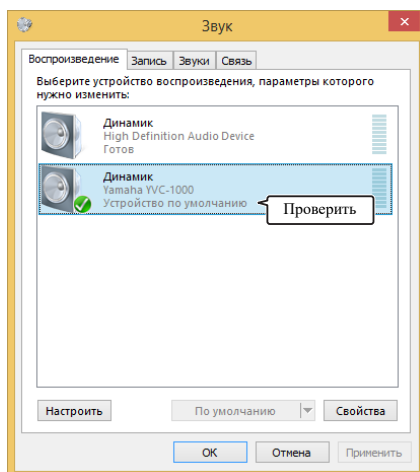 Звук
Воспроизведение Запись Звуки Связь
Выберите устройство воспроизведения, параметры которого
нужно изменить:
Динамик
High Definition Audio Device
Готов
Динамик
Yamaha YVC-1000
Устройство по умолчанию
Проверить
Настроить По умолчанию Свойства
ОК Отмена Применить